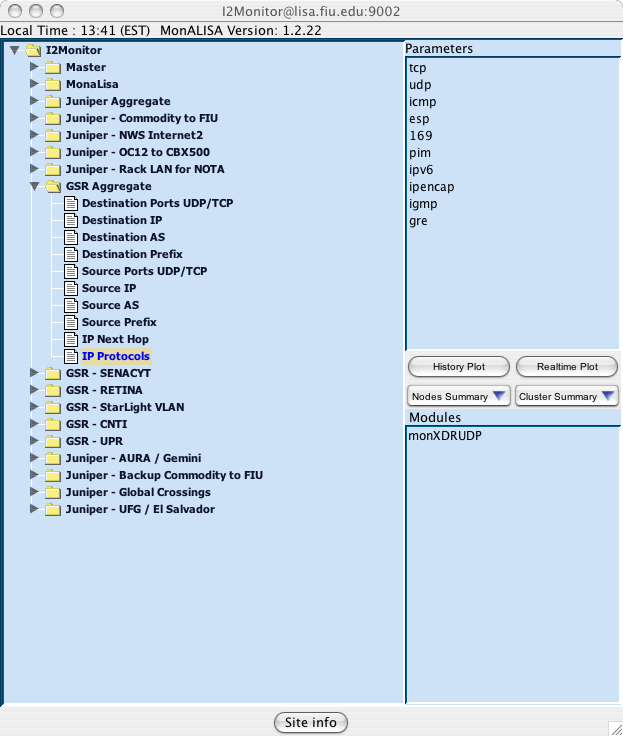 I2Monitor@lisa.fiu.edu:9002
Local Time : 13:41 (EST) MonALISA Version: 1.2.22
I2Monitor
Master
MonaLisa
Juniper Aggregate
Juniper - Commodity to FIU
Juniper - NWS Internet2
Juniper - OC12 to CBX500
Juniper - Rack LAN for NOTA
GSR Aggregate
Destination Ports UDP/TCP
Destination IP
Destination AS
Destination Prefix
Source Ports UDP/TCP
Source IP
Source AS
Source Prefix
IP Next Hop
IP Protocols
GSR - SENACYT
GSR - RETINA
GSR - StarLight VLAN
GSR - CNTI
GSR - UPR
Juniper - AURA / Gemini
Juniper - Backup Commodity to FIU
Juniper - Global Crossings
Juniper - UFG / El Salvador
Parameters
tcp
udp
icmp
esp
169
pim
ipv6
ipencap
igmp
gre
History Plot Realtime Plot
Nodes Summary Cluster Summary
Modules
monXDRUDP
Site info